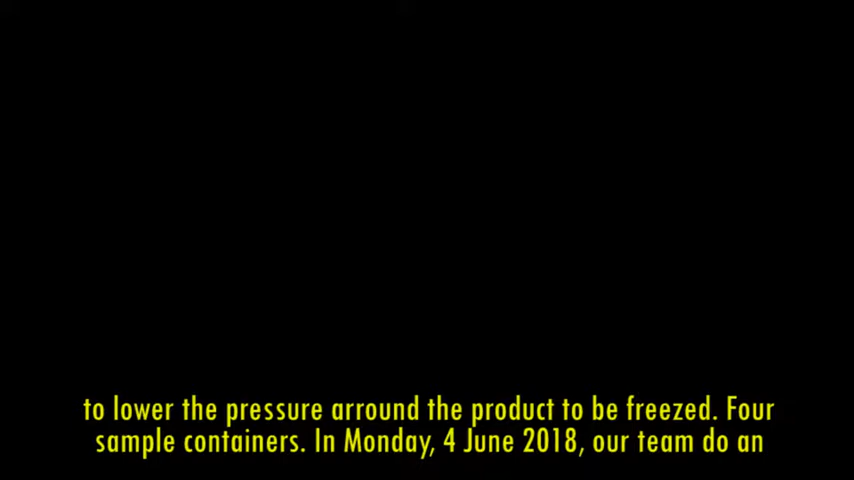 to lower the pressure arround the product to be freezed. Four
sample containers. In Monday, 4 June 2018, our team do an